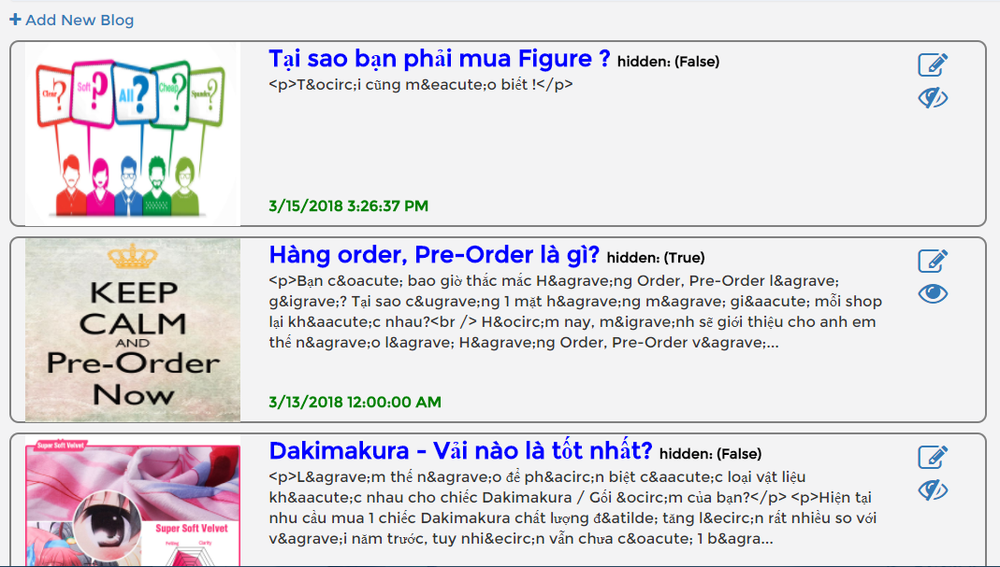 Add New Blog
Clear?
Soft?
All?
Cheap?
?
Tại sao bạn phải mua Figure ? hidden: (False)
<p>T&ocirc;i cũng m&eacute;o biết !</p>
3/15/2018 3:26:37 PM
KEEP
CALM
AND
Pre-Order
Now
Hàng order, Pre-Order là gì? hidden: (True)
<p>Bạn c&oacute; bao giờ thắc mắc H&agrave;ng Order, Pre-Order l&agrave;
g&igrave;? Tại sao c&ugrave;ng 1 mặt h&agrave;ng m&agrave; gi&aacute; mỗi shop
lại kh&aacute;c nhau?<br /> H&ocirc;m nay, m&igrave;nh sẽ giới thiệu cho anh em
thế n&agrave;o l&agrave; H&agrave;ng Order, Pre-Order v&agrave;...
3/13/2018 12:00:00 AM
Super Soft Velvet
Super Soft Velvet
Feeling
Clarity
Dakimakura - Vải nào là tốt nhất? hidden: (False)
<p>L&agrave;m thế n&agrave;o để ph&acirc;n biệt c&aacute;c loại vật liệu
kh&aacute;c nhau cho chiếc Dakimakura / Gối &ocirc;m của bạn?</p> <p>Hiện tại
nhu cầu mua 1 chiếc Dakimakura chất lượng đ&atilde; tăng l&ecirc;n rất nhiều so với
v&agrave;i năm trước, tuy nhi&ecirc;n vẫn chưa c&oacute; 1 b&agra...